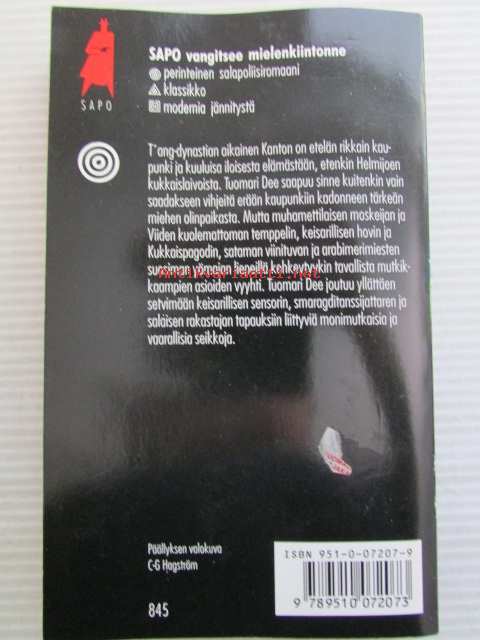 SAPO vangitsee mielenkiintonne
perinteinen salapoliisiromaani
klassikko
modernia jännitystä
SAPO
T'ang-dynastian aikainen Kanton on etelän rikkain kau-
punki ja kuuluisa iloisesta elämästään, etenkin Helmijoen
kukkaislaivoista. Tuomari Dee saapuu sinne kuitenkin vain
saadakseen vihjeitä erään kaupunkiin kadonneen tärkeän
miehen olinpaikasta. Mutta muhamettilaisen moskeijan ja
Viiden kuolemattoman temppelin, keisarillisen hovin ja
Kukkaispagodin, sataman viinituvan ja arabimerimiesten
tavallista mutkik-
kaampien asioiden vyyhti. Tuomari Dee joutuu yllättäen
selvimään keisarillisen sensorin, smaragditanssijattaren ja
salaisen rakastajan tapauksiin liittyviä monimutkaisia ja
vaarallisia seikkoja.
Päällyksen valokuva
C-G Hagström
845
ISBN 951-0-07207-9
9 789510 072073